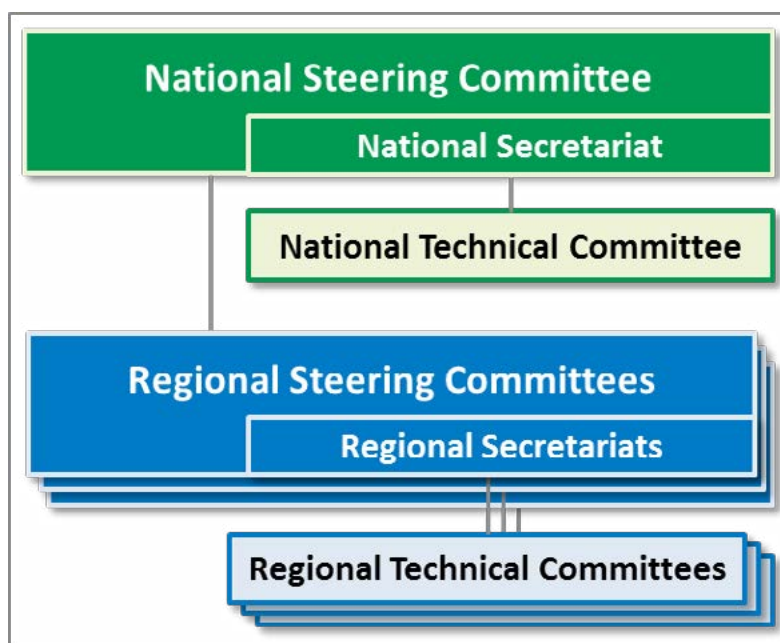 National Steering Committee
National Secretariat
National Technical Committee
Regional Steering Committees
Regional Secretariats
Regional Technical Committees